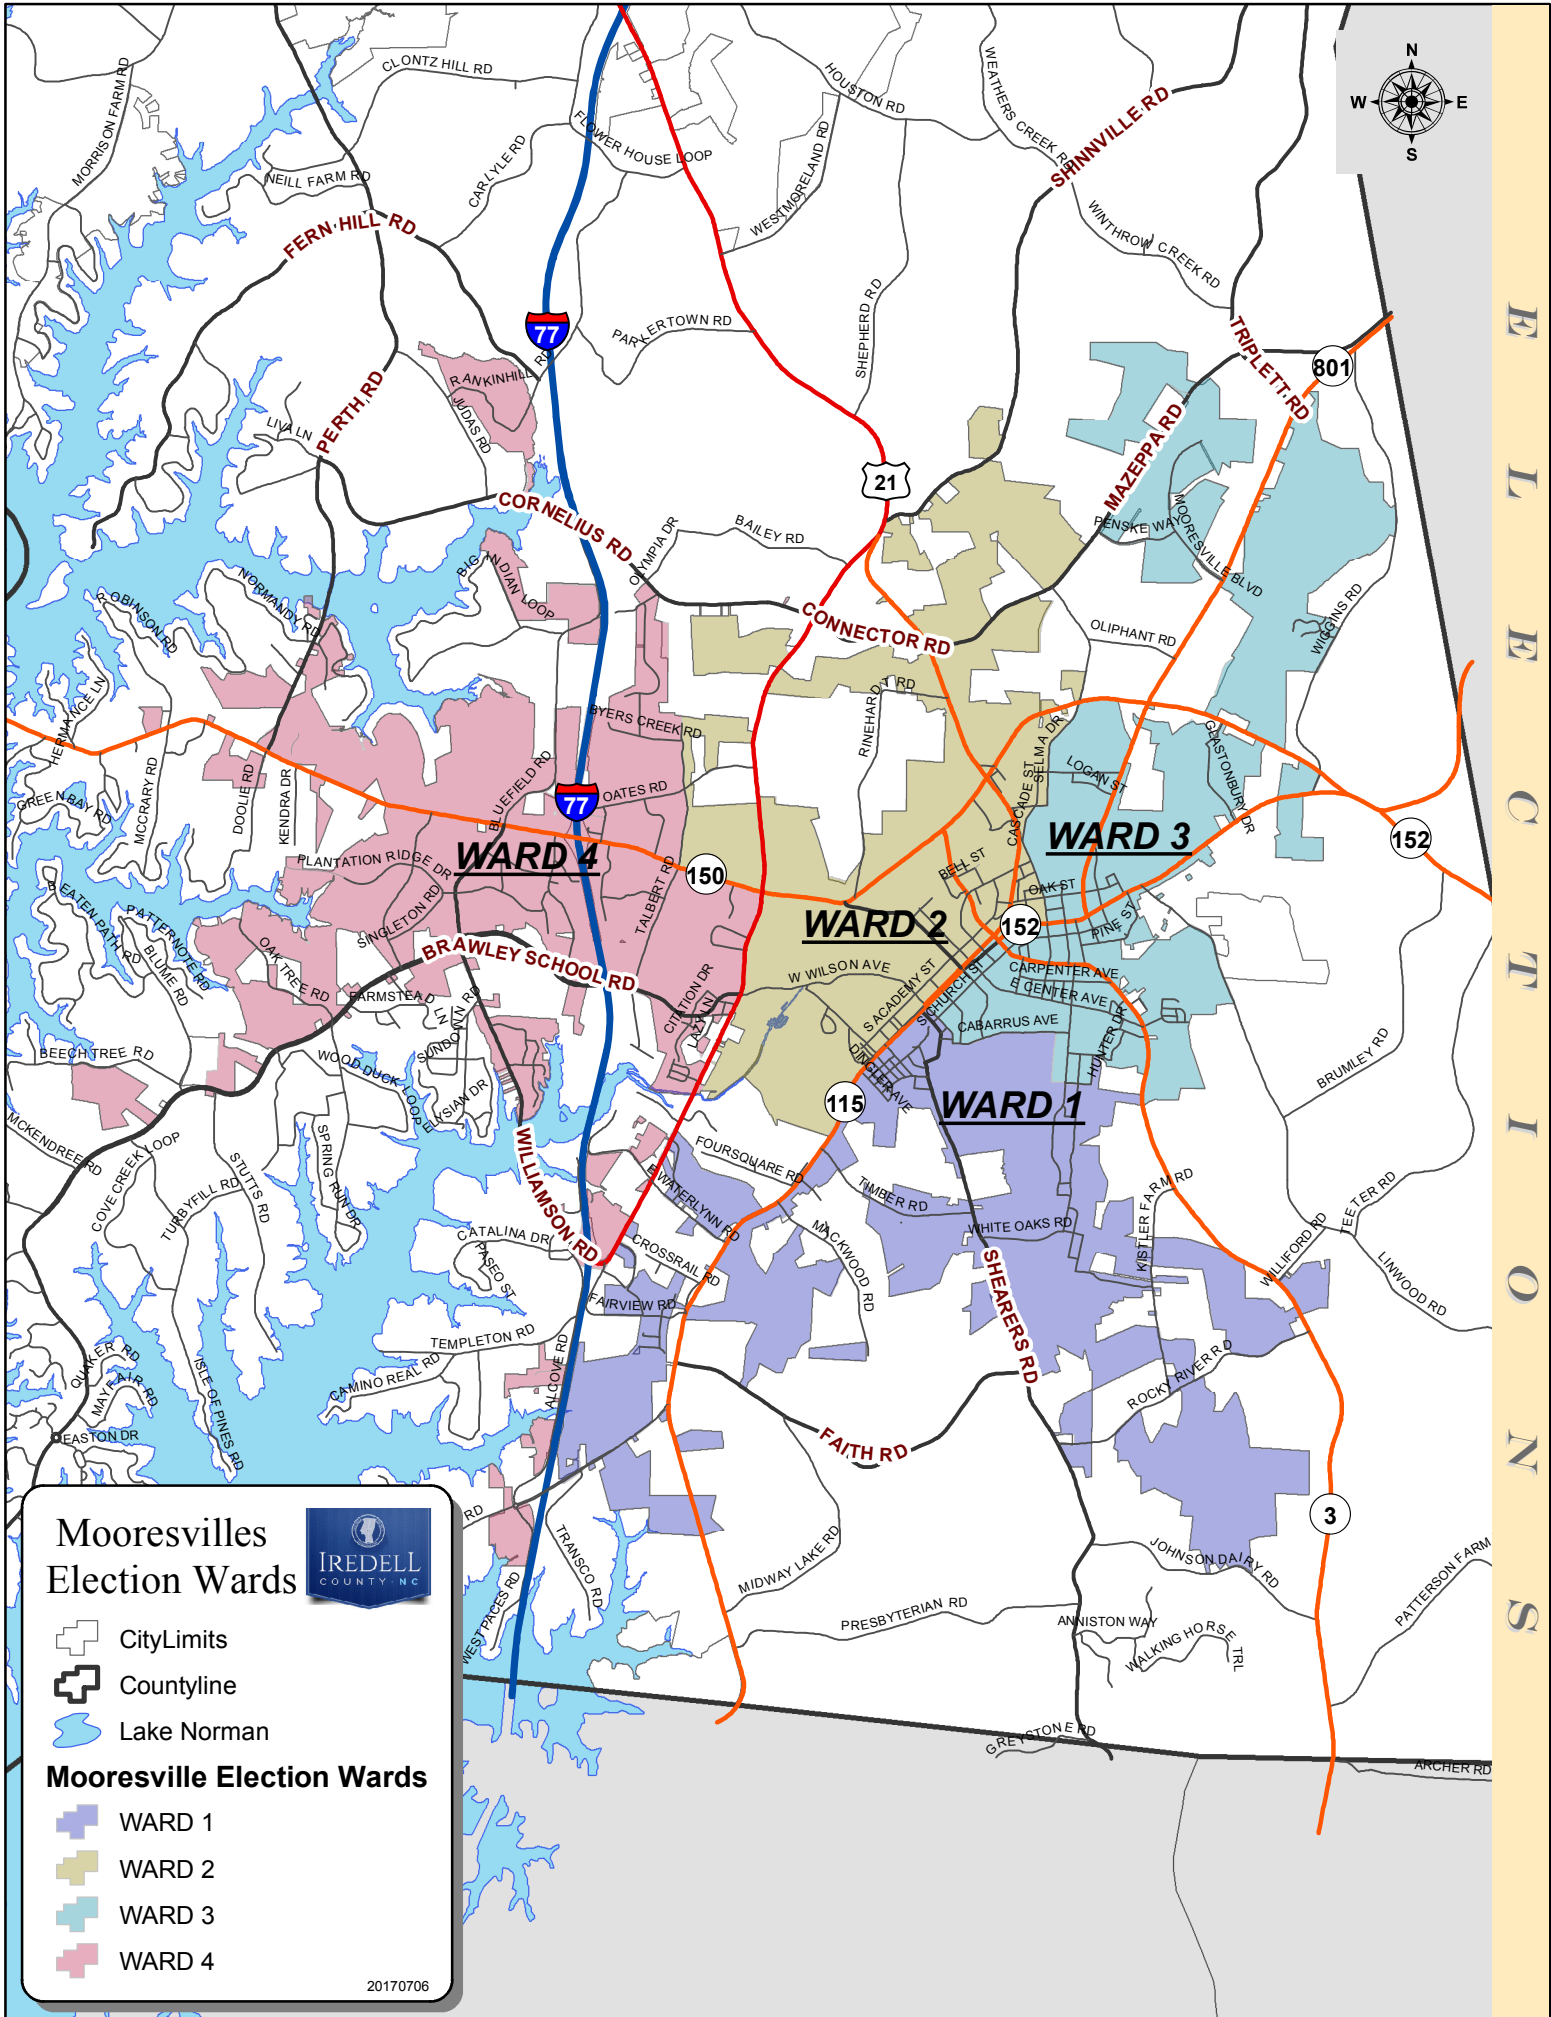 N
W E
S
MORRISON FARM RD
CLONTZ HILL RD
HOUSTON RD
WEATHERS CREEK RD
SHINNVILLE RD
FLOWER HOUSE LOOP
CARLYLE RD
NEILL FARM RD
WESTMORELAND RD
FERN HILL RD
WINTHROW CREEK RD
SHEPHERD RD
77
PARKERTOWN RD
TRIPLETT RD
801
RANKINHILL RD
PERTH RD
JUDAS RD
LIVA LN
MAZEPPA RD
21
CORNELIUS RD
OLYMPIA DR
BAILEY RD
PENSKE WAY
MOORESVILLE BLVD
BIG INDIAN LOOP
NORMANDY RD
ROBINSON RD
CONNECTOR RD
OLIPHANT RD
WIGGINS RD
HERMANCE LN
RINEHARDT RD
BYERS CREEK RD
SELMA DR
GLASTONBURY DR
LOGAN ST
CASCADE ST
BLUEFIELD RD
77
OATES RD
MCCRARY RD
DOOLIE RD
KENDRA DR
GREEN BAY RD
152
WARD 3
PLANTATION RIDGE DR
WARD 4
150
BELL ST
OAK ST
TALBERT RD
SINGLETON RD
WARD 2
152
PINE ST
BEATEN PATH RD
PATTERNOTE RD
BLUME RD
OAK TREE RD
BRAWLEY SCHOOL RD
W WILSON AVE
CARPENTER AVE
S ACADEMY ST
S CHURCH ST
E CENTER AVE
CITATION DR
LAZY LN
FARMSTEAD LN
SUNDOWN RD
CABARRUS AVE
HUNTER DR
BEECH TREE RD
WOOD DUCK LOOP
ELYSIAN DR
DINGLER AVE
BRUMLEY RD
115
WARD 1
MCKENDREE RD
COVE CREEK LOOP
SPRING RUN DR
STUTTS RD
TURBYFILL RD
WILLIAMSON RD
FOURSQUARE RD
E WATERLYNN RD
TIMBER RD
KISTLER FARM RD
TEETER RD
CATALINA DR
PASEO ST
CROSSRAIL RD
MACKWOOD RD
WHITE OAKS RD
WILLIFORD RD
LINWOOD RD
SHEARERS RD
FAIRVIEW RD
TEMPLETON RD
QUAKER RD
MAYFAIR RD
ISLE OF PINES RD
CAMINO REAL RD
ALCOVE RD
ROCKY RIVER RD
EASTON DR
FAITH RD
RD
3
TRANSCO RD
MIDWAY LAKE RD
JOHNSON DAIRY RD
PATTERSON FARM
WEST PACES RD
PRESBYTERIAN RD
ANNISTON WAY
WALKING HORSE TRL
GREYSTONE RD
ARCHER RD
Mooresvilles
Election Wards
IREDELL
COUNTY NC
CityLimits
Countyline
Lake Norman
Mooresville Election Wards
WARD 1
WARD 2
WARD 3
WARD 4
20170706
ELECTIONS